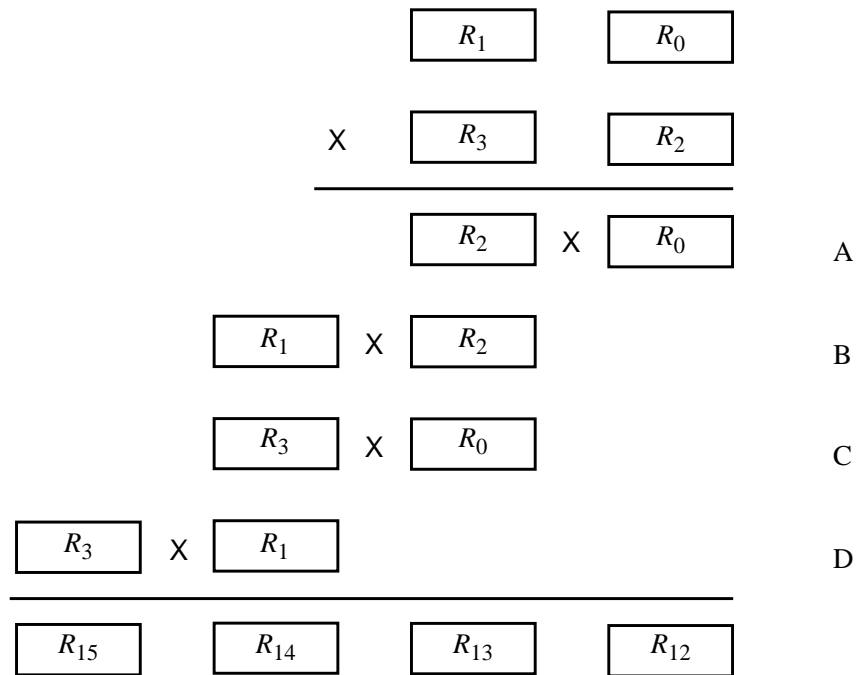 R₁ R₀
X R₃ R₂
R₂ X R₀ A
R₁ X R₂ B
R₃ X R₀ C
R₃ X R₁ D
R₁₅ R₁₄ R₁₃ R₁₂